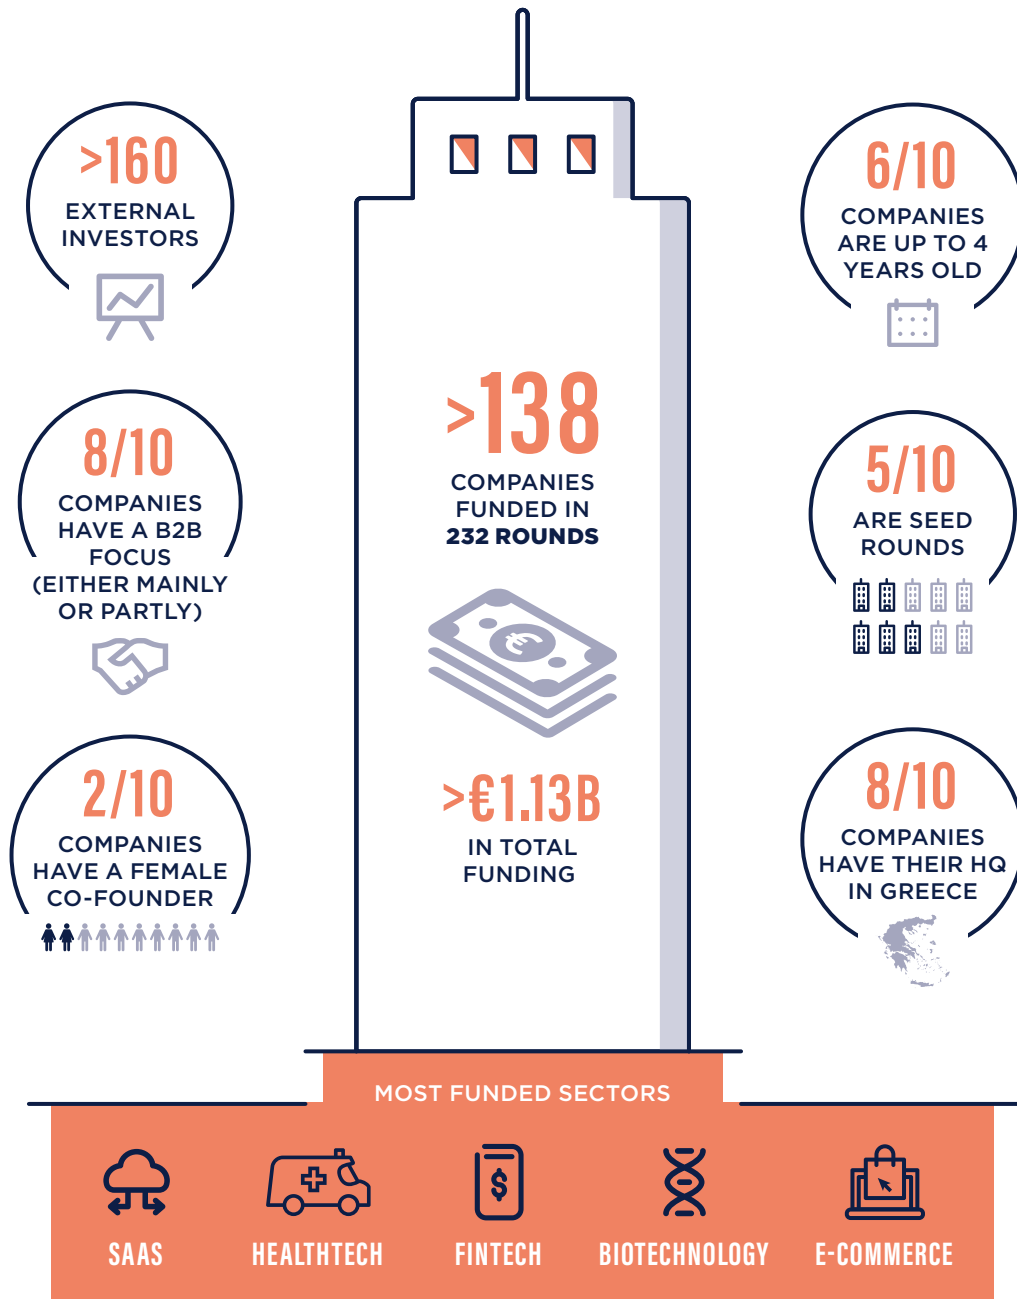 >160
EXTERNAL
INVESTORS
8/10
COMPANIES
HAVE A B2B
FOCUS
(EITHER MAINLY
OR PARTLY)
2/10
COMPANIES
HAVE A FEMALE
CO-FOUNDER
>138
COMPANIES
FUNDED IN
232 ROUNDS
€
>€1.13B
IN TOTAL
FUNDING
6/10
COMPANIES
ARE UP TO 4
YEARS OLD
5/10
ARE SEED
ROUNDS
8/10
COMPANIES
HAVE THEIR HQ
IN GREECE
MOST FUNDED SECTORS
$
SAAS
HEALTHTECH
FINTECH
BIOTECHNOLOGY
E-COMMERCE